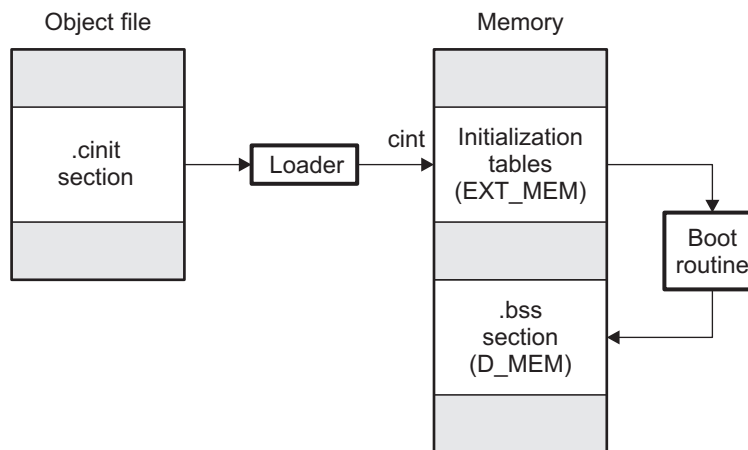 Object file
Memory
.cinit
section
Loader
cint
Initialization
tables
(EXT_MEM)
Boot
routine
.bss
section
(D_MEM)